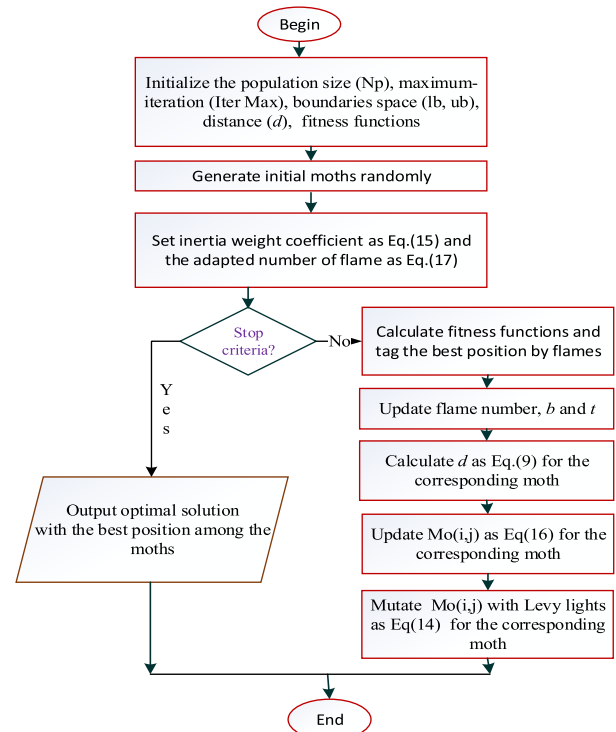 Begin
Initialize the population size (Np), maximum-
iteration (Iter Max), boundaries space (lb, ub),
distance (d), fitness functions
Generate initial moths randomly
Set inertia weight coefficient as Eq.(15) and
the adapted number of flame as Eq.(17)
Stop
criteria?
No
Calculate fitness functions and
tag the best position by flames
Update flame number, b and t
Calculate d as Eq.(9) for the
corresponding moth
Update Mo(i,j) as Eq(16) for the
corresponding moth
Mutate Mo(i,j) with Levy lights
as Eq(14) for the corresponding
moth
Y
e
s
Output optimal solution
with the best position among the
moths
End